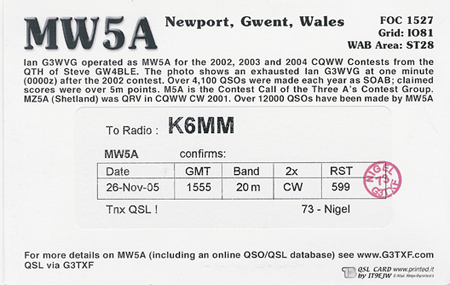 MW5A
Newport, Gwent, Wales
FOC 1527
Grid: IO81
WAB Area: ST28
Ian G3WVG operated as MW5A for the 2002, 2003 and 2004 CQWW Contests from the
QTH of Steve GW4BLE. The photo shows an exhausted Ian G3WVG at one minute
(0000z) after the 2002 contest. Over 4,100 QSOs were made each year as SOAB; claimed
scores were over 5m points. M5A is the Contest Call of the Three A's Contest Group.
MZ5A (Shetland) was QRV in CQWW CW 2001. Over 12000 QSOs have been made by MW5A
To Radio : K6MM
MW5A confirms:
Date GMT Band 2x RST
26-Nov-05 1555 20m CW 599
Tnx QSL ! 73 - Nigel
NIGEL
73
G3TXF
For more details on MW5A (including an online QSO/QSL database) see www.G3TXF.com
QSL via G3TXF
QSL CARD www.printed.it
by IT9EJW